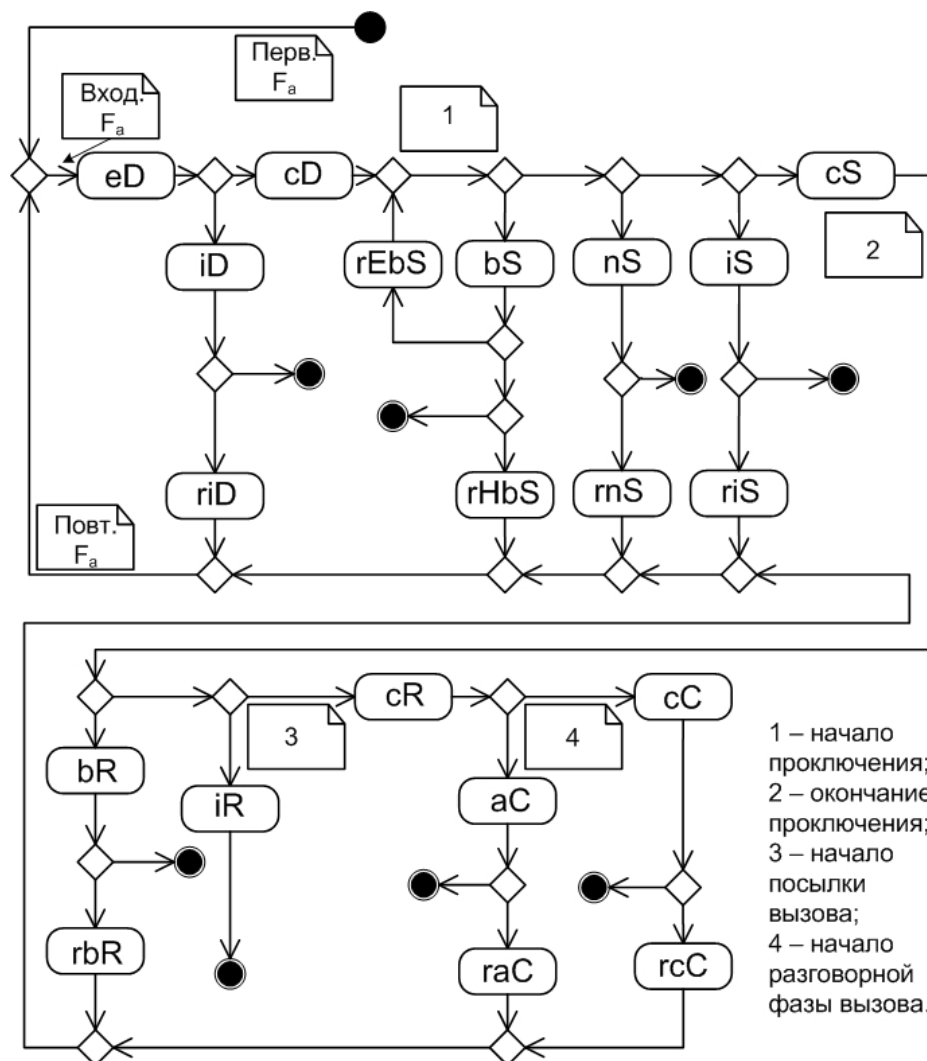 Перв.
Fₐ
Вход.
Fₐ
1
eD
cD
cS
iD
rEbS
bS
nS
iS
2
riD
rHbS
rnS
riS
Повт.
Fₐ
cR
cC
bR
3
4
iR
aC
rbR
raC
rcC
1 – начало
проключения;
2 – окончание
проключения;
3 – начало
посылки
вызова;
4 – начало
разговорной
фазы вызова.